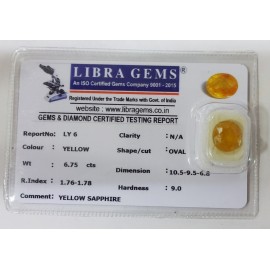 LIBRA GEMS
An ISO Certified Gems Company 9001 - 2015
Registered Under the Trade Marks with Govt. of India
website : www.libragems.co.in
GEMS & DIAMOND CERTIFIED TESTING REPORT
ReportNo. LY 6 Clarity : N/A
Colour : YELLOW Shape/cut : OVAL
Wt : 6.75 cts Dimension : 10.5-9.5-6.8
R.Index : 1.76-1.78 Hardness : 9.0
Comment: YELLOW SAPPHIRE